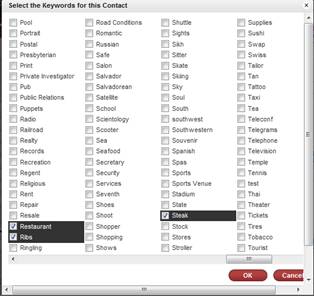 Select the Keywords for this Contact
Pool
Portrait
Postal
Presbyterian
Print
Private Investigator
Pub
Public Relations
Puppets
Radio
Railroad
Realty
Records
Recreation
Regent
Religious
Rent
Repair
Resale
Restaurant
Ribs
Ringling
Road Conditions
Romantic
Russian
Safe
Salon
Salvador
Salvadorean
Satellite
School
Scientology
Scooter
Sea
Seafood
Secretary
Security
Services
Seventh
Shoes
Shoot
Shopper
Shopping
Shows
Shuttle
Sights
Sikh
Sitter
Skate
Skiing
Sky
Soul
South
southwest
Southwestern
Souvenir
Spanish
Spas
Sports
Sports Venue
Stadium
State
Steak
Stock
Stores
Stroller
Supplies
Sushi
Swap
Swiss
Tailor
Tan
Tattoo
Taxi
Tea
Teleconf
Telegrams
Telephone
Television
Temple
Tennis
test
Thai
Theater
Tickets
Tires
Tobacco
Tourist
OK
Cancel